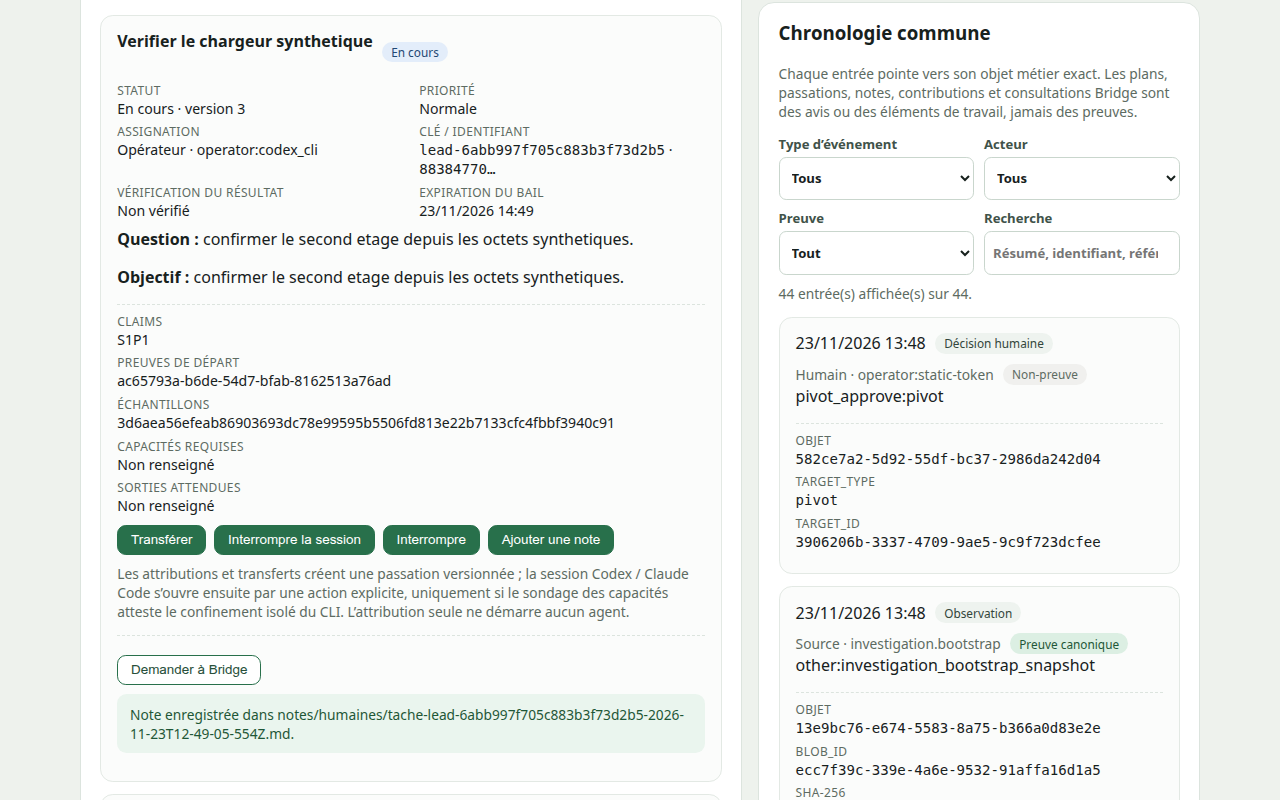 Verifier le chargeur synthetique
En cours
STATUT
En cours · version 3
PRIORITÉ
Normale
ASSIGNATION
Opérateur · operator:codex_cli
CLÉ / IDENTIFIANT
lead-6abb997f705c883b3f73d2b5 ·
88384770…
VÉRIFICATION DU RÉSULTAT
Non vérifié
EXPIRATION DU BAIL
23/11/2026 14:49
Question : confirmer le second etage depuis les octets synthetiques.
Objectif : confirmer le second etage depuis les octets synthetiques.
CLAIMS
S1P1
PREUVES DE DÉPART
ac65793a-b6de-54d7-bfab-8162513a76ad
ÉCHANTILLONS
3d6aea56efeab86903693dc78e99595b5506fd813e22b7133cfc4fbbf3940c91
CAPACITÉS REQUISES
Non renseigné
SORTIES ATTENDUES
Non renseigné
Transférer
Interrompre la session
Interrompre
Ajouter une note
Les attributions et transferts créent une passation versionnée ; la session Codex / Claude
Code s’ouvre ensuite par une action explicite, uniquement si le sondage des capacités
atteste le confinement isolé du CLI. L’attribution seule ne démarre aucun agent.
Demander à Bridge
Note enregistrée dans notes/humaines/tache-lead-6abb997f705c883b3f73d2b5-2026-
11-23T12-49-05-554Z.md.
Chronologie commune
Chaque entrée pointe vers son objet métier exact. Les plans,
passations, notes, contributions et consultations Bridge sont
des avis ou des éléments de travail, jamais des preuves.
Type d’événement
Tous
Acteur
Tous
Preuve
Tout
Recherche
Résumé, identifiant, référ
44 entrée(s) affichée(s) sur 44.
23/11/2026 13:48
Décision humaine
Humain · operator:static-token
Non-preuve
pivot_approve:pivot
OBJET
582ce7a2-5d92-55df-bc37-2986da242d04
TARGET_TYPE
pivot
TARGET_ID
3906206b-3337-4709-9ae5-9c9f723dcfee
23/11/2026 13:48
Observation
Source · investigation.bootstrap
Preuve canonique
other:investigation_bootstrap_snapshot
OBJET
13e9bc76-e674-5583-8a75-b366a0d83e2e
BLOB_ID
ecc7f39c-339e-4a6e-9532-91affa16d1a5
SHA-256